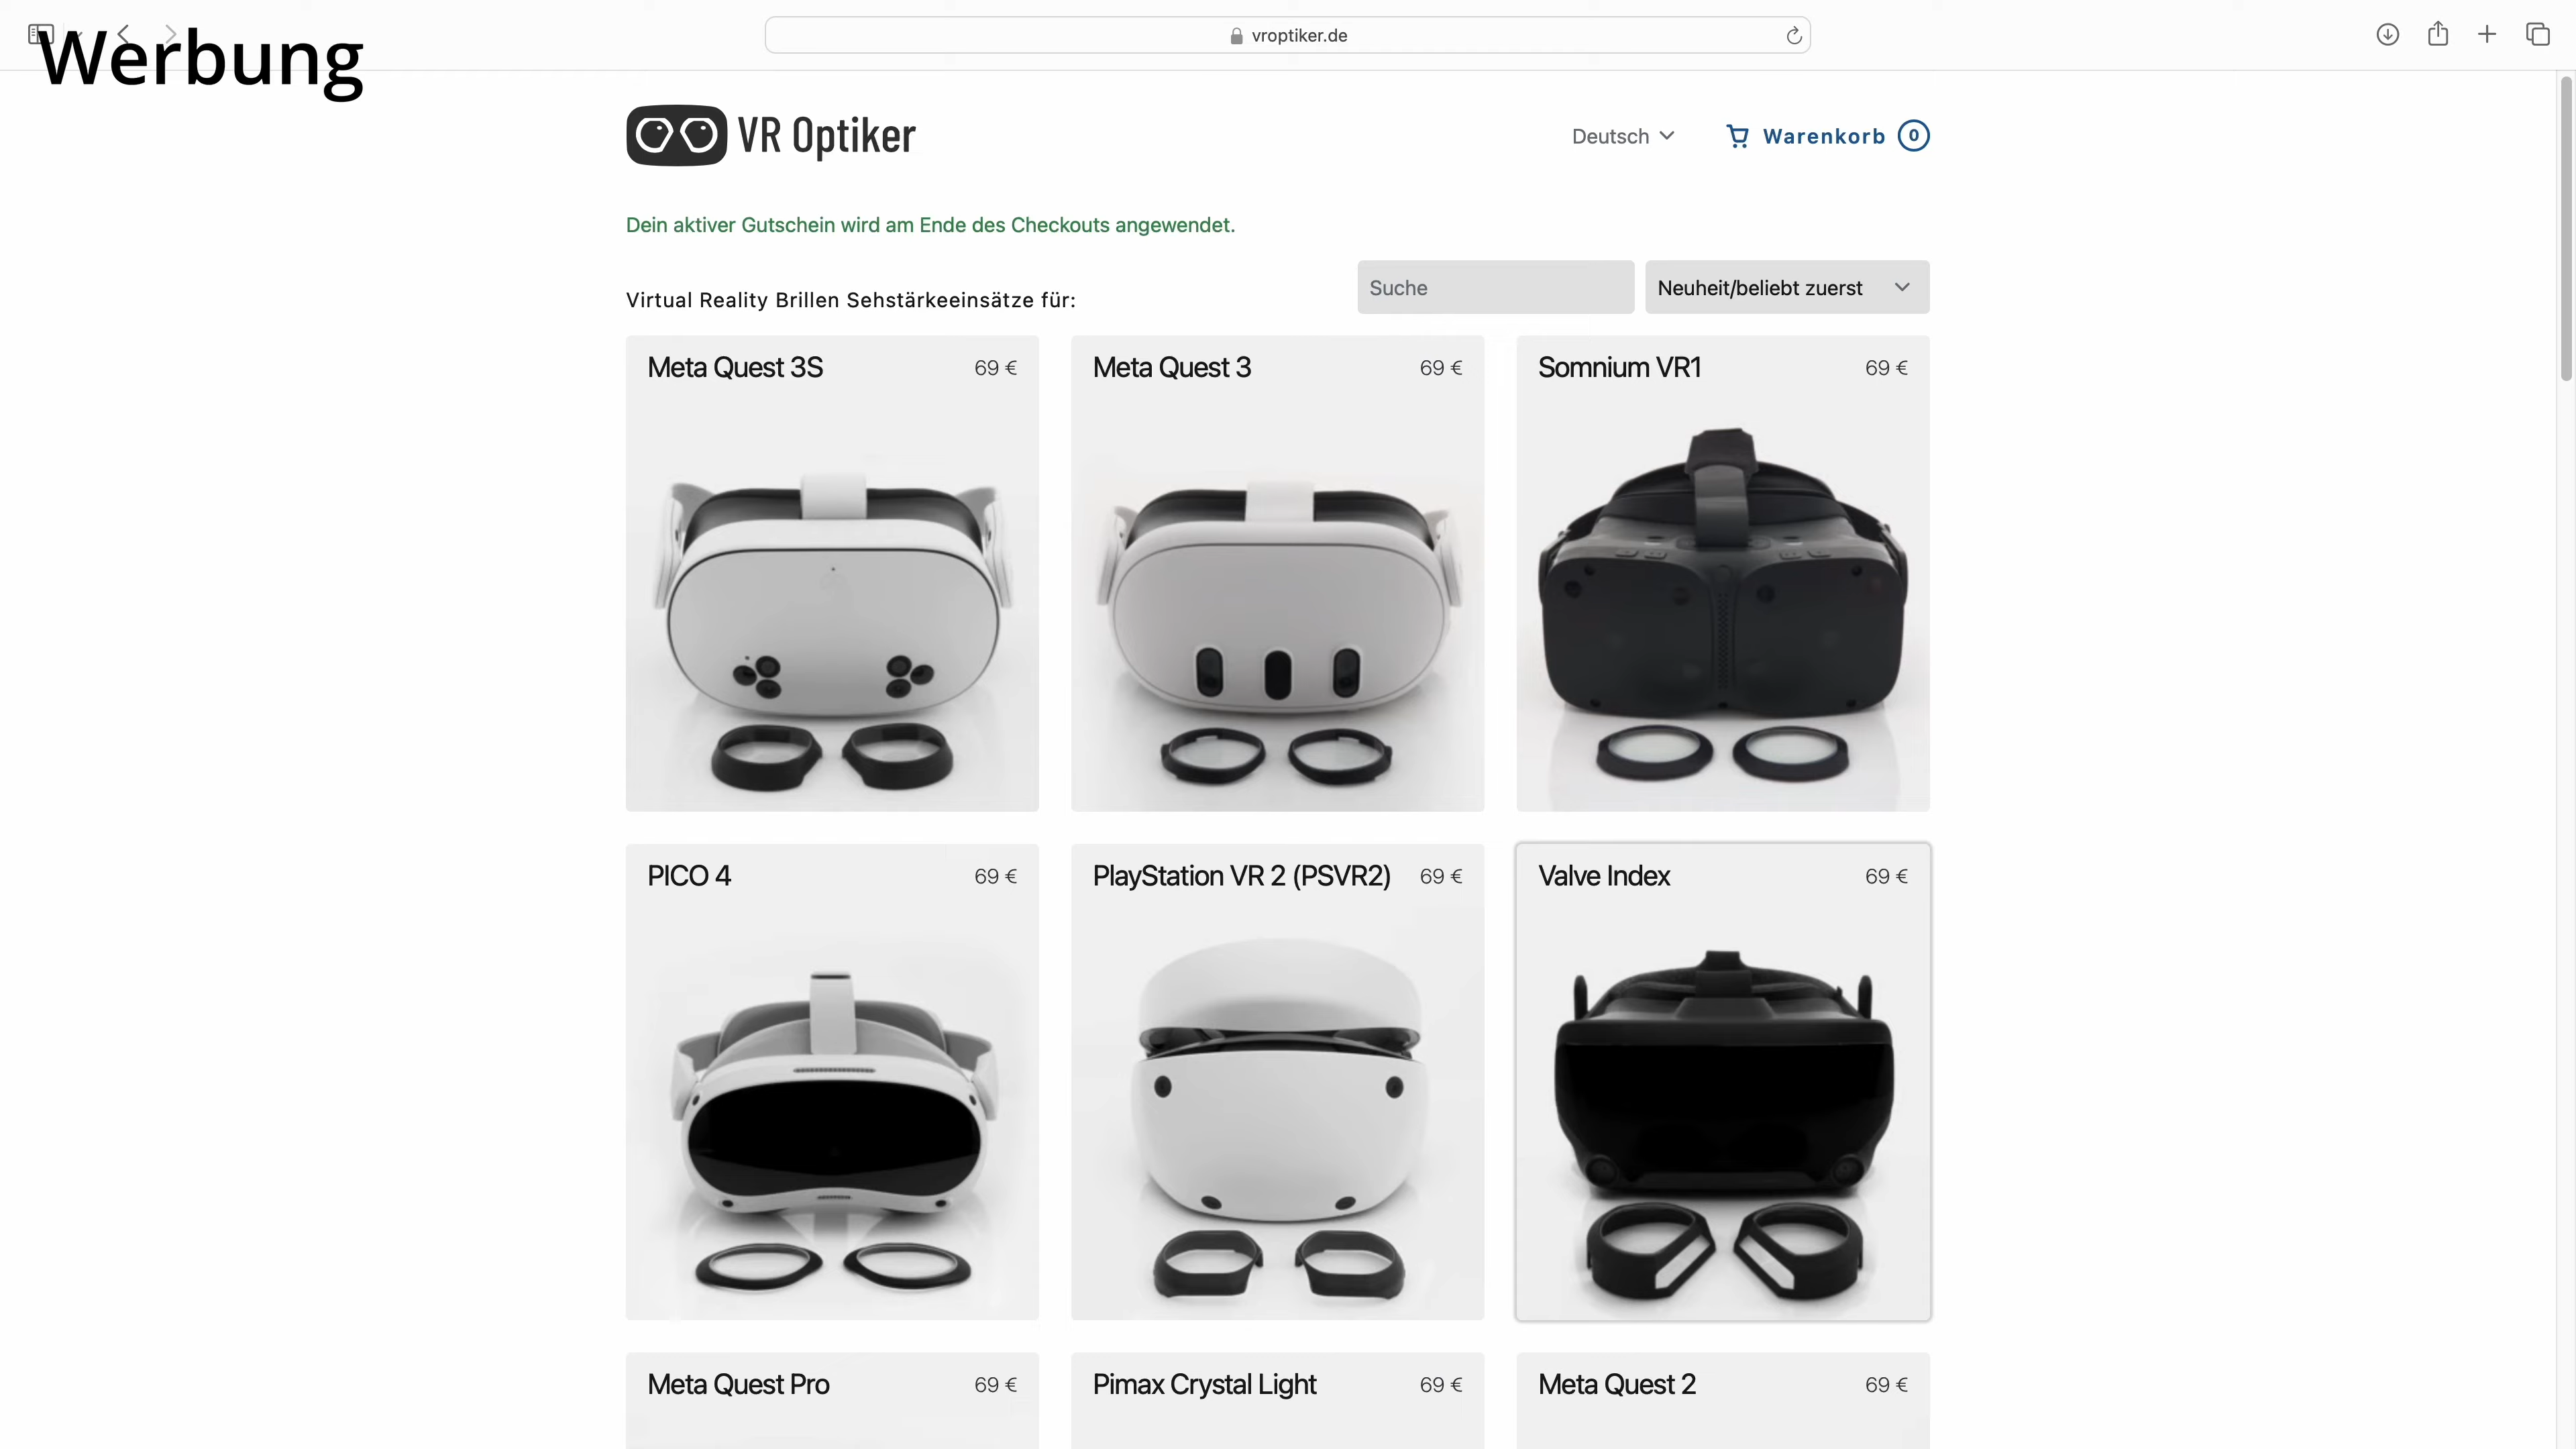 Werbung
vroptiker.de
VR Optiker
Deutsch
Warenkorb 0
Dein aktiver Gutschein wird am Ende des Checkouts angewendet.
Virtual Reality Brillen Sehstärkeeinsätze für:
Suche
Neuheit/beliebt zuerst
Meta Quest 3S 69 €
Meta Quest 3 69 €
Somnium VR1 69 €
PICO 4 69 €
PlayStation VR 2 (PSVR2) 69 €
Valve Index 69 €
Meta Quest Pro 69 €
Pimax Crystal Light 69 €
Meta Quest 2 69 €